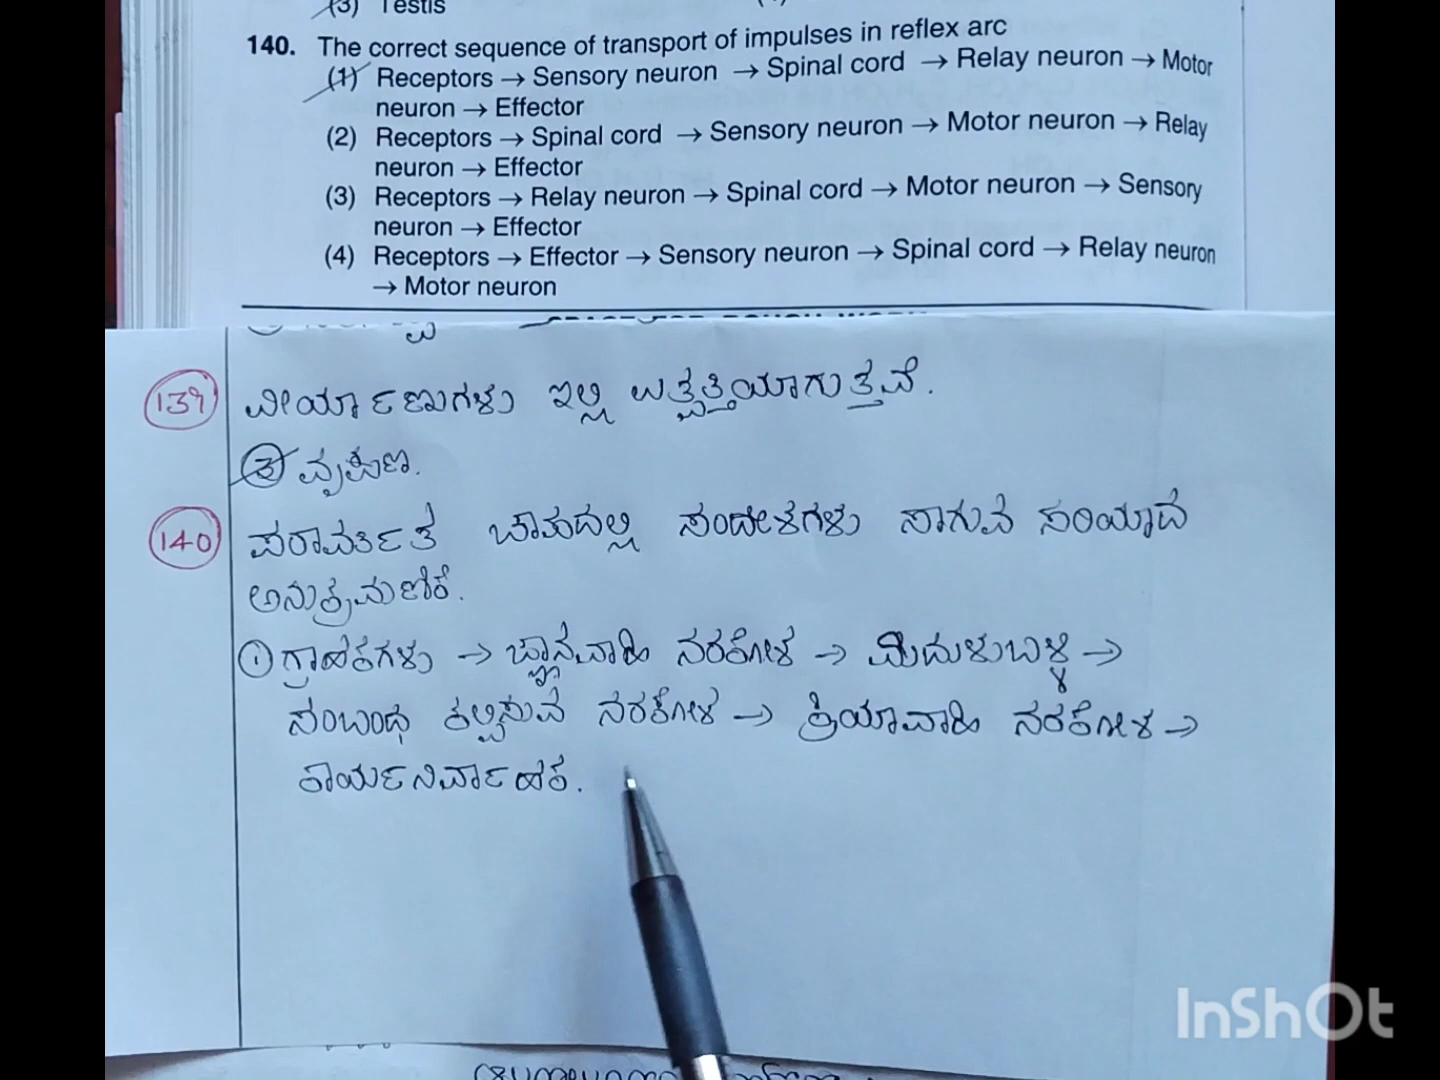 (3) Testis
140. The correct sequence of transport of impulses in reflex arc
(1) Receptors → Sensory neuron → Spinal cord → Relay neuron → Motor
neuron → Effector
(2) Receptors → Spinal cord → Sensory neuron → Motor neuron → Relay
neuron → Effector
(3) Receptors → Relay neuron → Spinal cord → Motor neuron → Sensory
neuron → Effector
(4) Receptors → Effector → Sensory neuron → Spinal cord → Relay neuron
→ Motor neuron
139 ವೀರ್ಯಾಣುಗಳು ಇಲ್ಲಿ ಉತ್ಪತ್ತಿಯಾಗುತ್ತವೆ.
③ ವೃಷಣ.
140 ಪರಾವರ್ತಿತ ಚಾಪದಲ್ಲಿ ಸಂದೇಶಗಳು ಸಾಗುವ ಸರಿಯಾದ
ಅನುಕ್ರಮಣಿಕೆ.
① ಗ್ರಾಹಕಗಳು → ಜ್ಞಾನವಾಹಿ ನರಕೋಶ → ಮಿದುಳುಬಳ್ಳಿ →
ಸಂಬಂಧ ಕಲ್ಪಿಸುವ ನರಕೋಶ → ಕ್ರಿಯಾವಾಹಿ ನರಕೋಶ →
ಕಾರ್ಯನಿರ್ವಾಹಕ.
InShOt